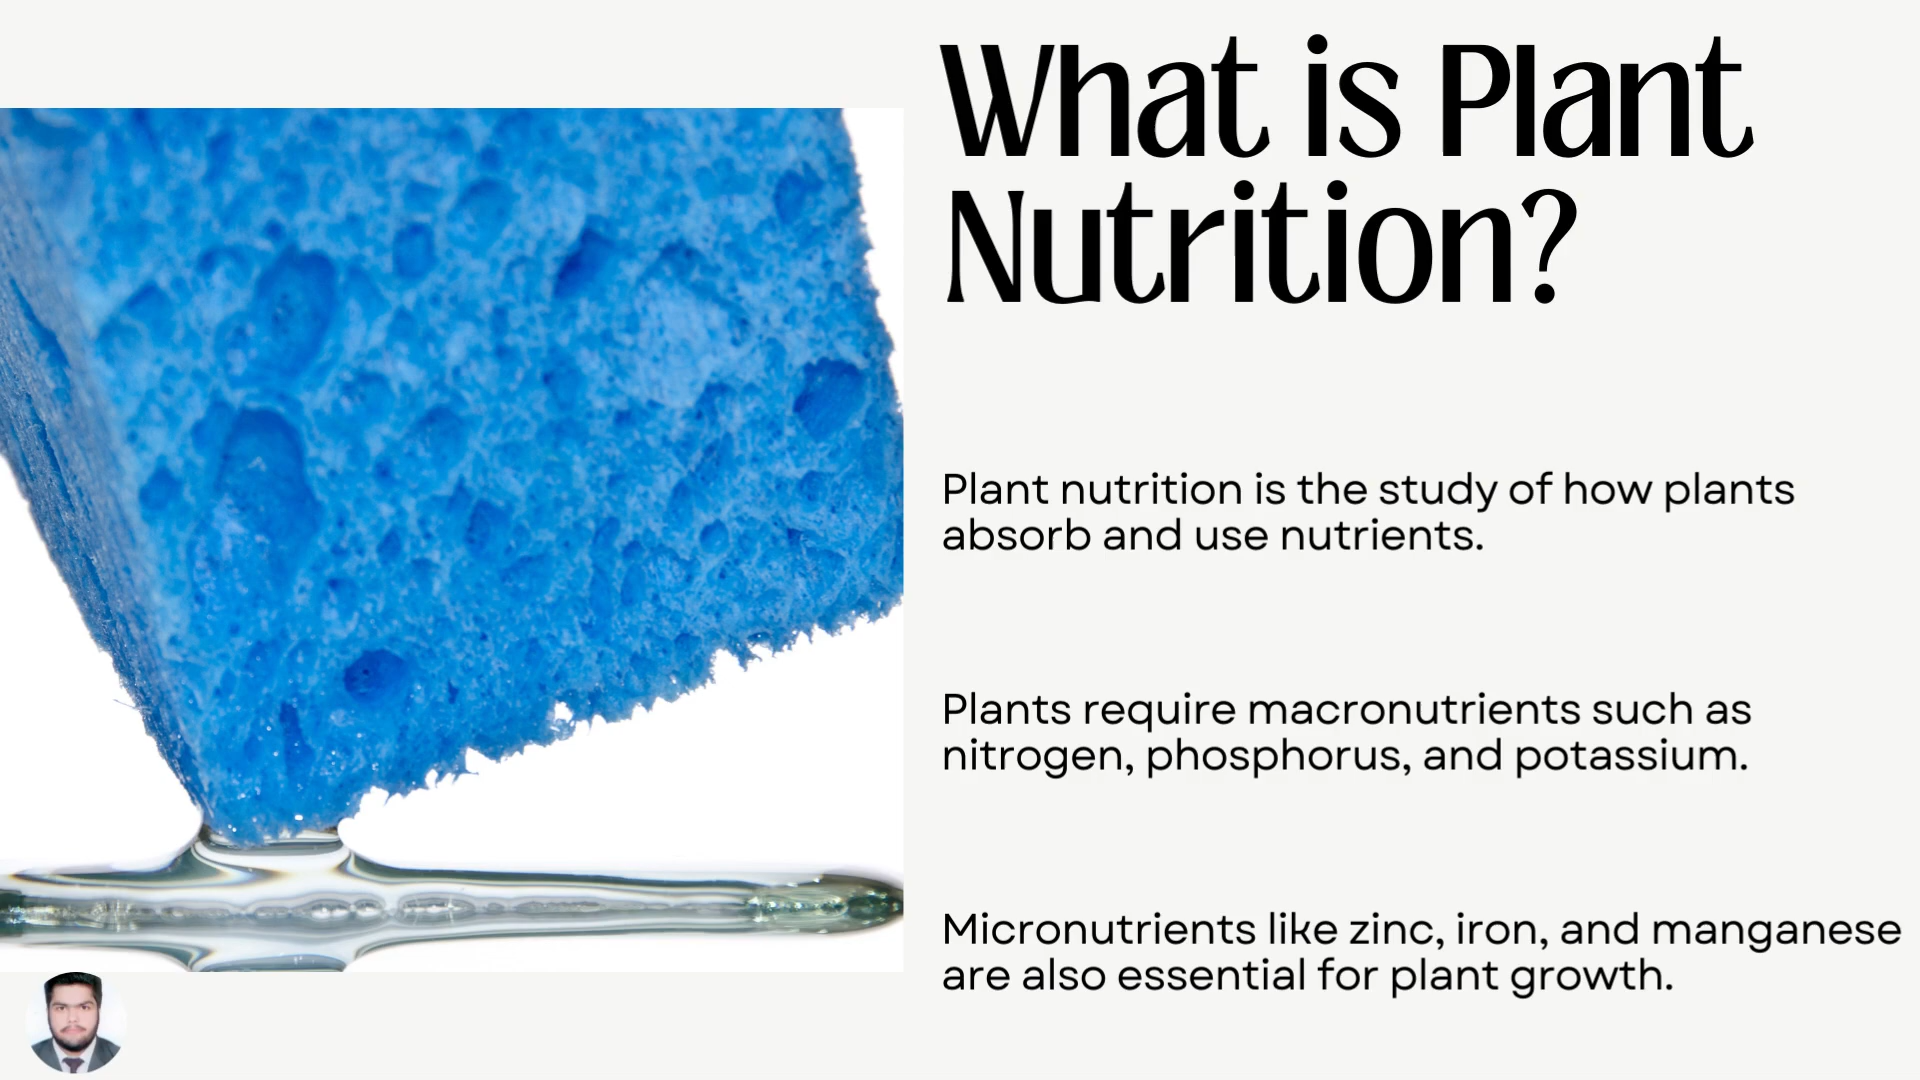 What is Plant
Nutrition?
Plant nutrition is the study of how plants
absorb and use nutrients.
Plants require macronutrients such as
nitrogen, phosphorus, and potassium.
Micronutrients like zinc, iron, and manganese
are also essential for plant growth.